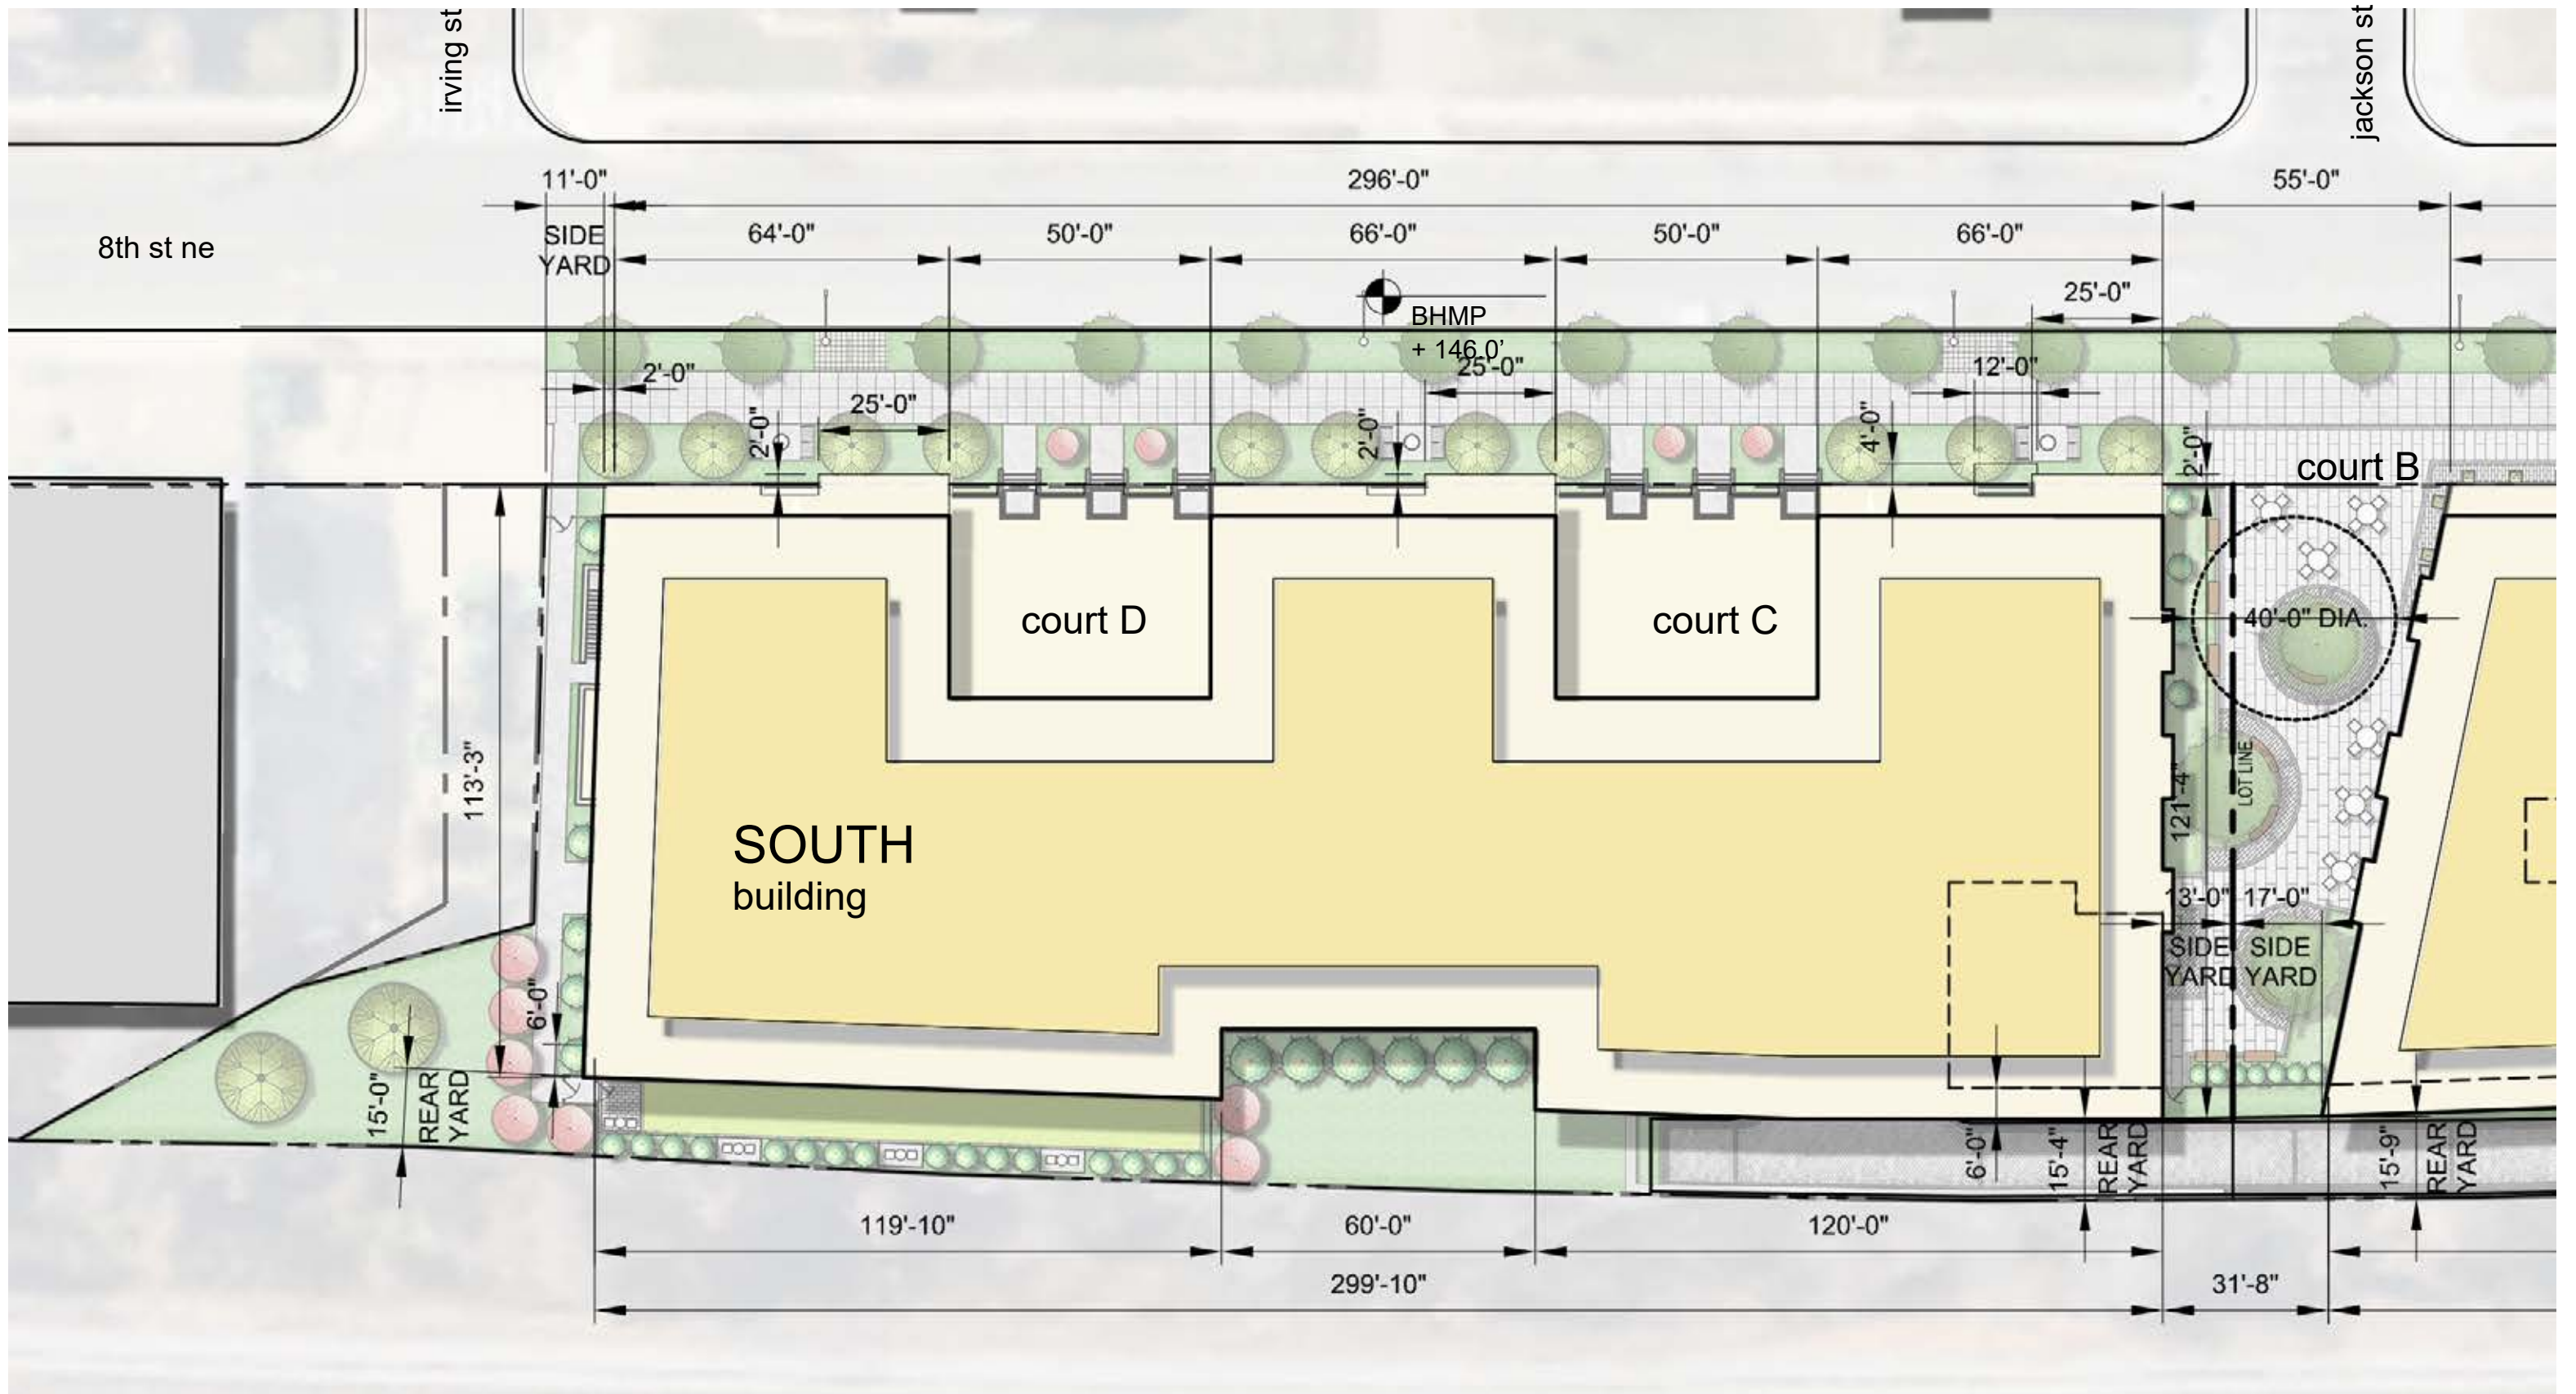 irving st
jackson st
11'-0"
296'-0"
55'-0"
8th st ne
SIDE
YARD
64'-0"
50'-0"
66'-0"
50'-0"
66'-0"
25'-0"
BHMP
+ 146.0’
2'-0"
25'-0"
12'-0"
25'-0"
2'-0"
2'-0"
4'-0"
2'-0"
court B
court D
court C
40'-0" DIA.
113'-3"
LOT LINE
121'-4"
SOUTH
building
13'-0"
17'-0"
SIDE
YARD
SIDE
YARD
6'-0"
15'-0"
REAR
YARD
6'-0"
15'-4"
REAR
YARD
15'-9"
REAR
YARD
119'-10"
60'-0"
120'-0"
299'-10"
31'-8"